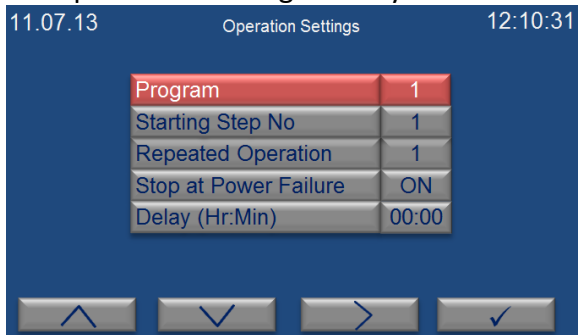 11.07.13 Operation Settings 12:10:31
Program 1
Starting Step No 1
Repeated Operation 1
Stop at Power Failure ON
Delay (Hr:Min) 00:00